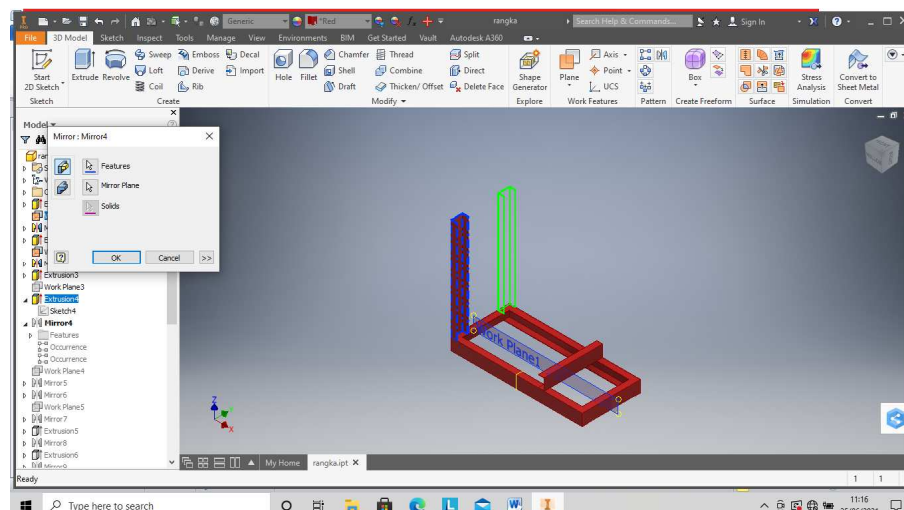 Generic
*Red
rangka
Search Help & Commands...
Sign In
File 3D Model Sketch Inspect Tools Manage View Environments BIM Get Started Vault Autodesk A360
Start
2D Sketch
Extrude Revolve
Sweep Emboss Decal
Loft Derive Import
Coil Rib
Hole Fillet
Chamfer Thread Split
Shell Combine Direct
Draft Thicken/ Offset Delete Face
Shape
Generator
Plane
Axis
Point
UCS
Box
Stress
Analysis
Convert to
Sheet Metal
Sketch Create Modify Explore Work Features Pattern Create Freeform Surface Simulation Convert
Model
Mirror : Mirror4
Features
Mirror Plane
Solids
OK Cancel >>
Extrusion3
Work Plane3
Extrusion4
Sketch4
Mirror4
Features
Occurrence
Occurrence
Work Plane4
Mirror5
Mirror6
Work Plane5
Mirror7
Extrusion5
Mirror8
Extrusion6
Mirror9
Work Plane1
Z
X
My Home rangka.ipt
Ready 1 1
Type here to search
11:16